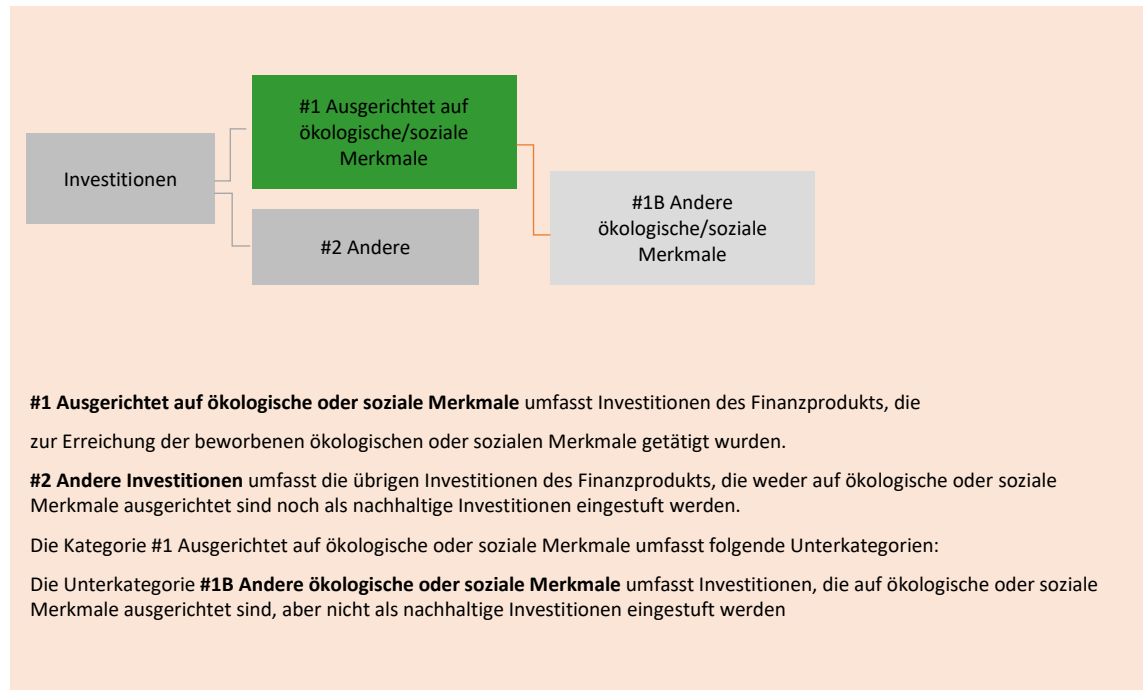 #1 Ausgerichtet auf
ökologische/soziale
Merkmale
Investitionen
#2 Andere
#1B Andere
ökologische/soziale
Merkmale
#1 Ausgerichtet auf ökologische oder soziale Merkmale umfasst Investitionen des Finanzprodukts, die
zur Erreichung der beworbenen ökologischen oder sozialen Merkmale getätigt wurden.
#2 Andere Investitionen umfasst die übrigen Investitionen des Finanzprodukts, die weder auf ökologische oder soziale
Merkmale ausgerichtet sind noch als nachhaltige Investitionen eingestuft werden.
Die Kategorie #1 Ausgerichtet auf ökologische oder soziale Merkmale umfasst folgende Unterkategorien:
Die Unterkategorie #1B Andere ökologische oder soziale Merkmale umfasst Investitionen, die auf ökologische oder soziale
Merkmale ausgerichtet sind, aber nicht als nachhaltige Investitionen eingestuft werden